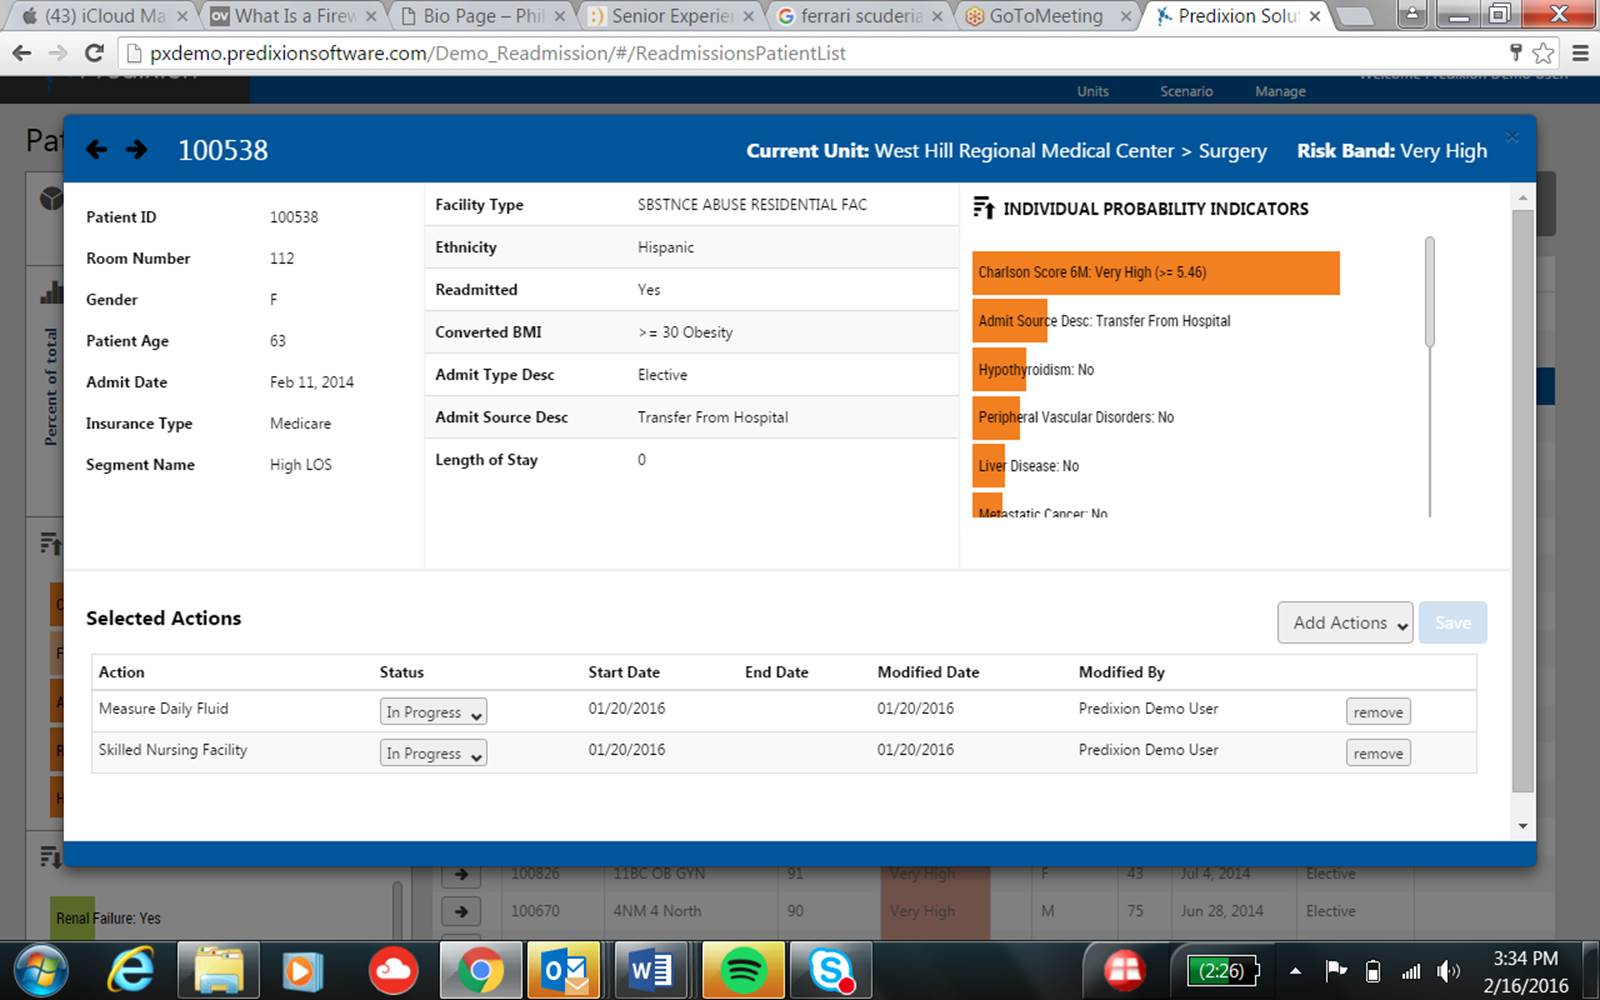 (43) iCloud Ma
What Is a Firew
Bio Page – Phil
Senior Experie
ferrari scuderia
GoToMeeting
Predixion Solu
pxdemo.predixionsoftware.com/Demo_Readmission/#/ReadmissionsPatientList
Units Scenario Manage
100538
Current Unit: West Hill Regional Medical Center > Surgery
Risk Band: Very High
Patient ID 100538
Room Number 112
Gender F
Patient Age 63
Admit Date Feb 11, 2014
Insurance Type Medicare
Segment Name High LOS
Facility Type SBSTNCE ABUSE RESIDENTIAL FAC
Ethnicity Hispanic
Readmitted Yes
Converted BMI >= 30 Obesity
Admit Type Desc Elective
Admit Source Desc Transfer From Hospital
Length of Stay 0
INDIVIDUAL PROBABILITY INDICATORS
Charlson Score 6M: Very High (>= 5.46)
Admit Source Desc: Transfer From Hospital
Hypothyroidism: No
Peripheral Vascular Disorders: No
Liver Disease: No
Metastatic Cancer: No
Percent of total
Selected Actions
Add Actions Save
Action Status Start Date End Date Modified Date Modified By
Measure Daily Fluid In Progress 01/20/2016 01/20/2016 Predixion Demo User remove
Skilled Nursing Facility In Progress 01/20/2016 01/20/2016 Predixion Demo User remove
100826 11BC OB GYN 91 Very High F 43 Jul 4, 2014 Elective
100670 4NM 4 North 90 Very High M 75 Jun 28, 2014 Elective
Renal Failure: Yes
(2:26)
3:34 PM
2/16/2016